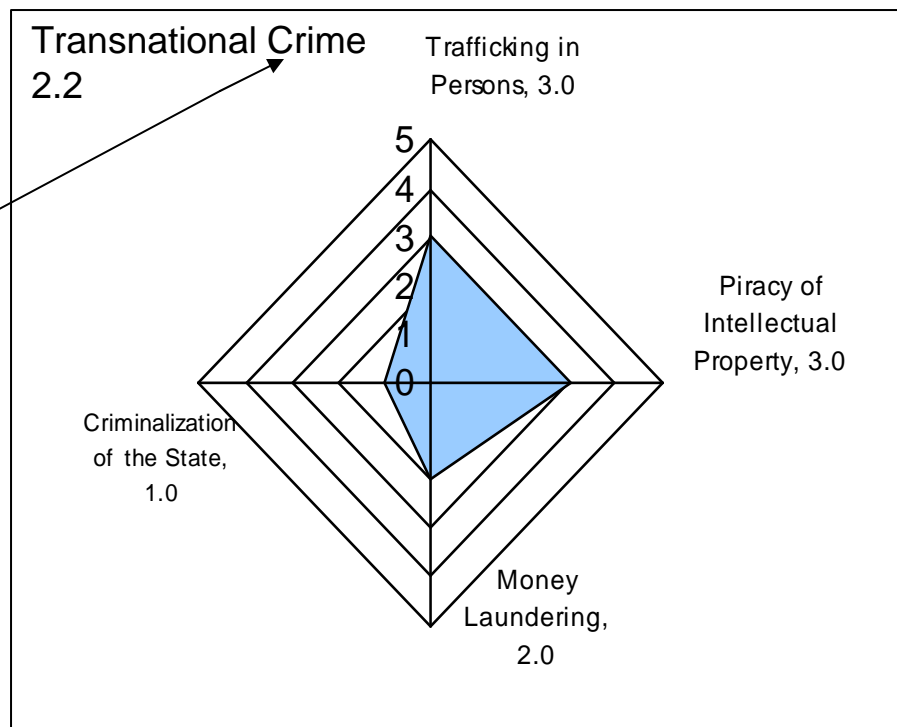 Transnational Crime
2.2
Trafficking in
Persons, 3.0
5
4
3
2
1
0
Piracy of
Intellectual
Property, 3.0
Criminalization
of the State,
1.0
Money
Laundering,
2.0